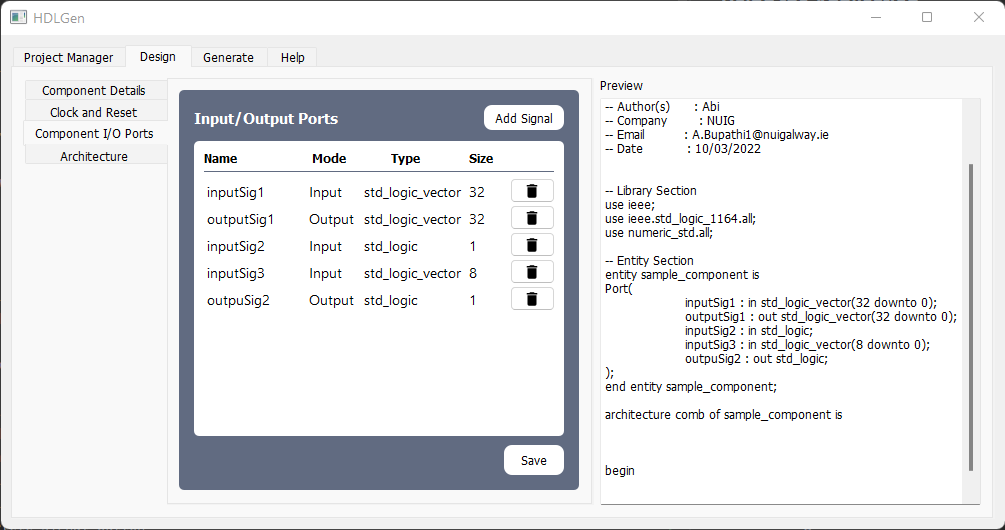 HDLGen
Project Manager Design Generate Help
Component Details
Clock and Reset
Component I/O Ports
Architecture
Input/Output Ports Add Signal
Name Mode Type Size
inputSig1 Input std_logic_vector 32
outputSig1 Output std_logic_vector 32
inputSig2 Input std_logic 1
inputSig3 Input std_logic_vector 8
outpuSig2 Output std_logic 1
Save
Preview
-- Author(s) : Abi
-- Company : NUIG
-- Email : A.Bupathi1@nuigalway.ie
-- Date : 10/03/2022
-- Library Section
use ieee;
use ieee.std_logic_1164.all;
use numeric_std.all;
-- Entity Section
entity sample_component is
Port(
inputSig1 : in std_logic_vector(32 downto 0);
outputSig1 : out std_logic_vector(32 downto 0);
inputSig2 : in std_logic;
inputSig3 : in std_logic_vector(8 downto 0);
outpuSig2 : out std_logic;
);
end entity sample_component;
architecture comb of sample_component is
begin